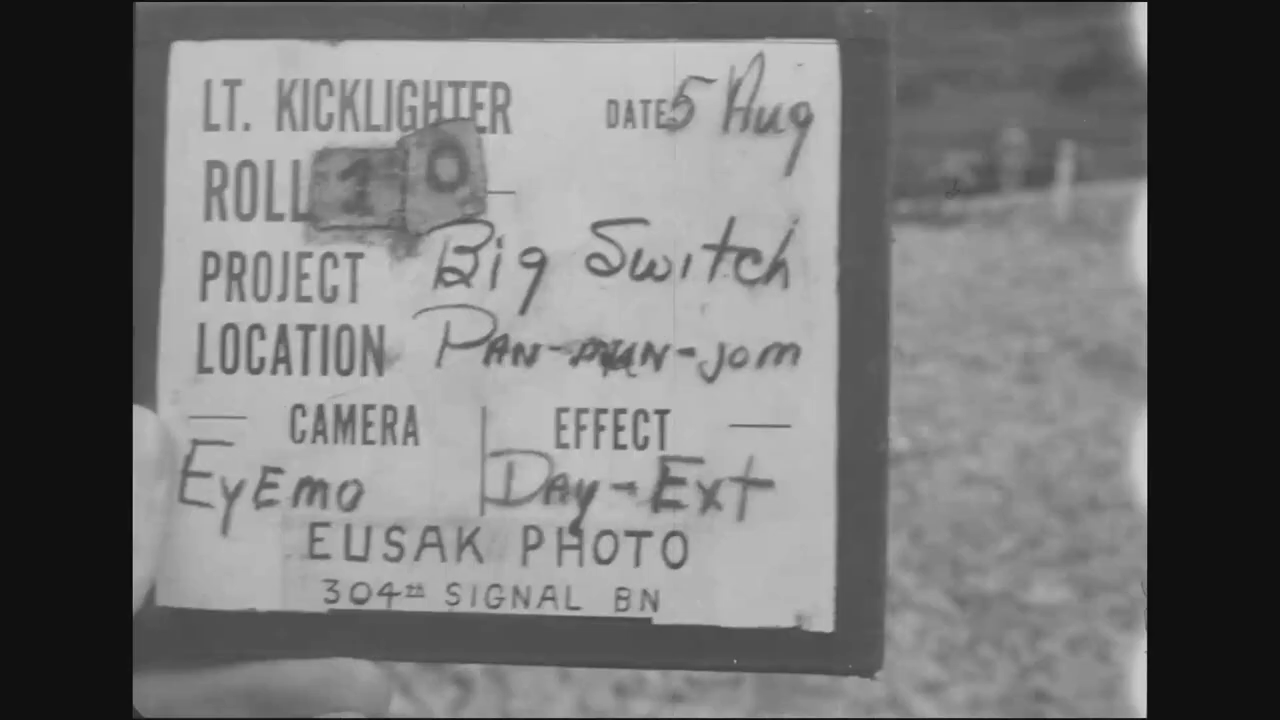 LT. KICKLIGHTER DATE 5 Aug
ROLL 10
PROJECT Big Switch
LOCATION PAN-MUN-JOM
CAMERA EFFECT
EyEmo DAy-Ext
EUSAK PHOTO
304th SIGNAL BN